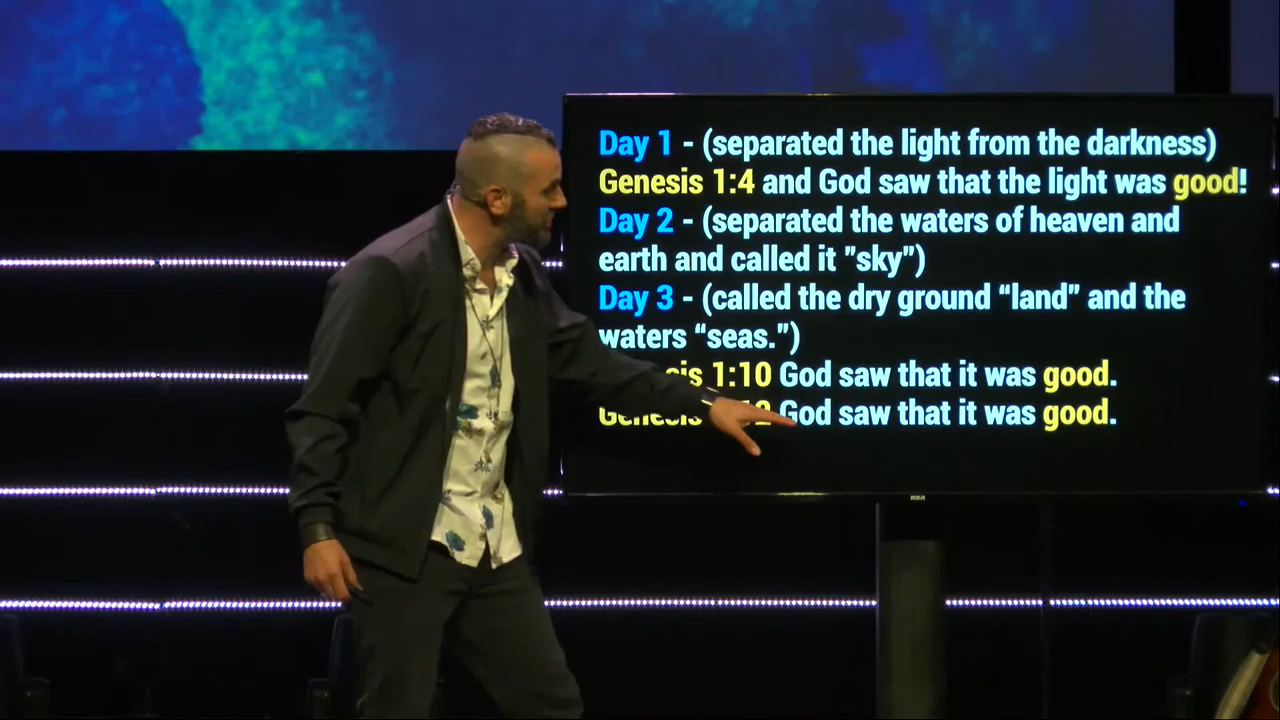 Day 1 - (separated the light from the darkness)
Genesis 1:4 and God saw that the light was good!
Day 2 - (separated the waters of heaven and
earth and called it ”sky”)
Day 3 - (called the dry ground “land” and the
waters “seas.”)
1:10 God saw that it was good.
Genesis God saw that it was good.
RCA